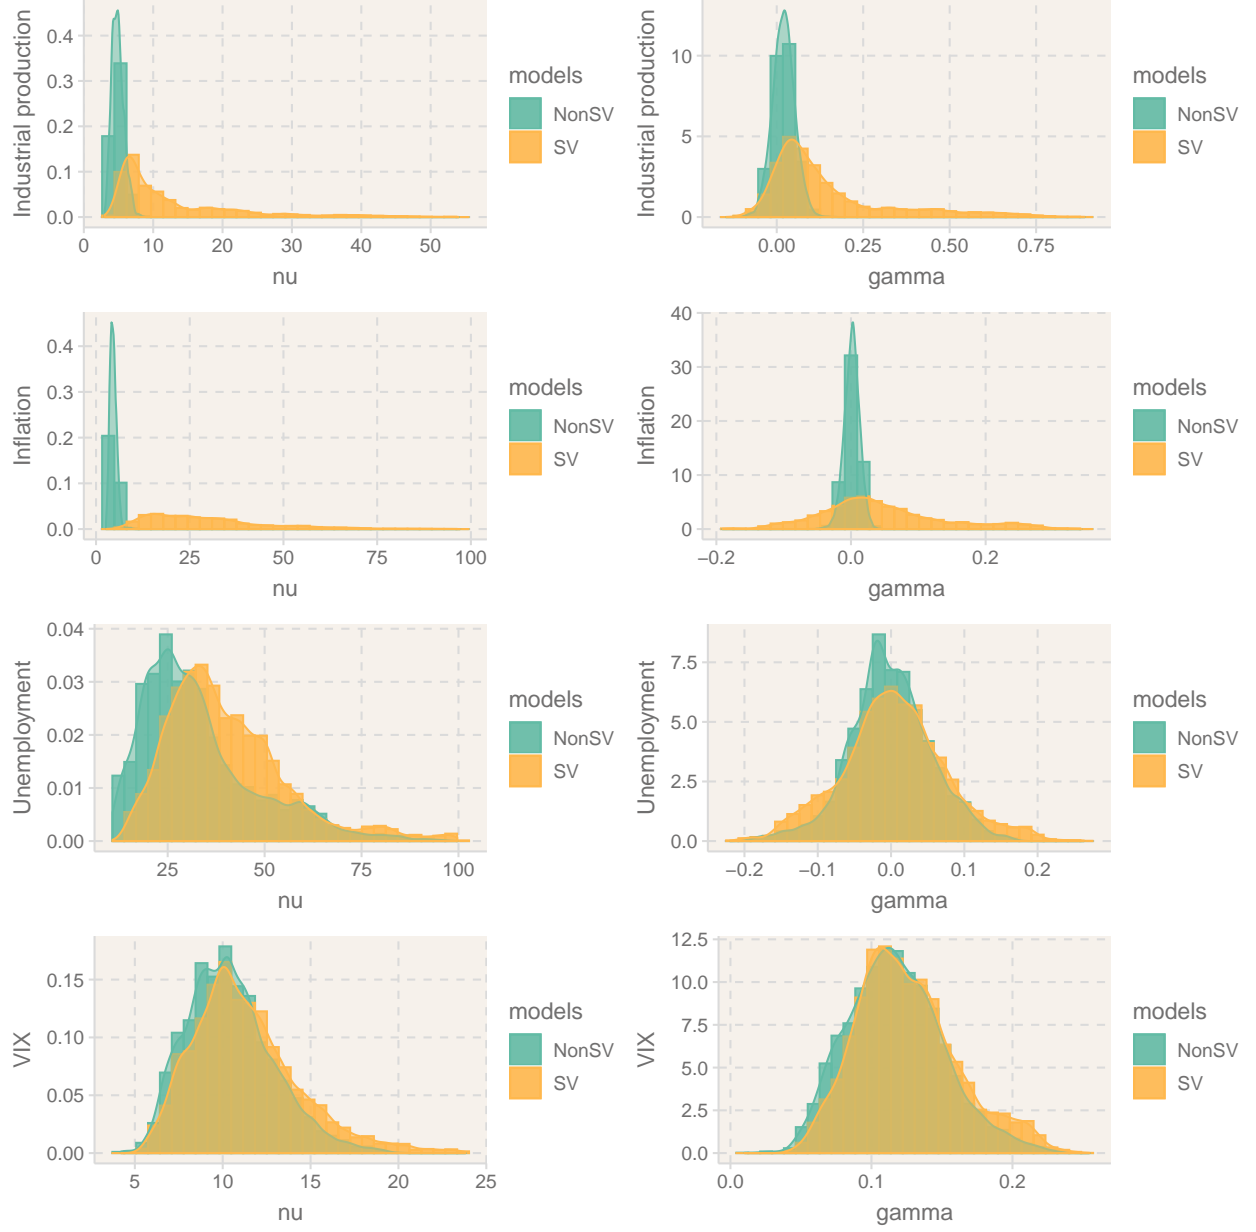 Industrial production
0.4
0.3
0.2
0.1
0.0
0 10 20 30 40 50
nu
models
NonSV
SV
Industrial production
10
5
0
0.00 0.25 0.50 0.75
gamma
models
NonSV
SV
Inflation
0.4
0.3
0.2
0.1
0.0
0 25 50 75 100
nu
models
NonSV
SV
Inflation
40
30
20
10
0
−0.2 0.0 0.2
gamma
models
NonSV
SV
Unemployment
0.04
0.03
0.02
0.01
0.00
25 50 75 100
nu
models
NonSV
SV
Unemployment
7.5
5.0
2.5
0.0
−0.2 −0.1 0.0 0.1 0.2
gamma
models
NonSV
SV
VIX
0.15
0.10
0.05
0.00
5 10 15 20 25
nu
models
NonSV
SV
VIX
12.5
10.0
7.5
5.0
2.5
0.0
0.0 0.1 0.2
gamma
models
NonSV
SV